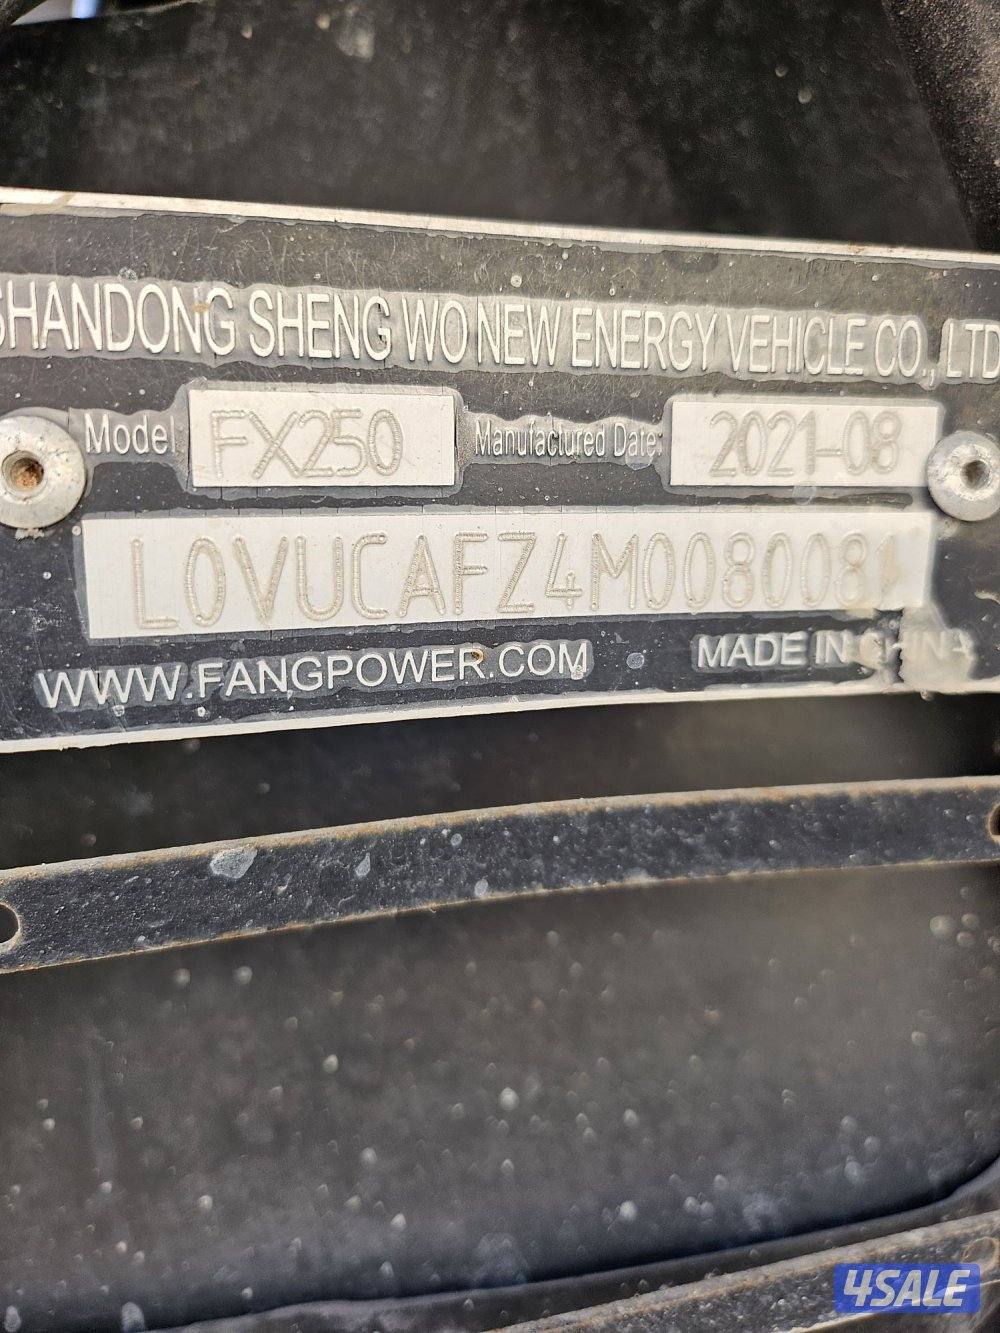 SHANDONG SHENG WO NEW ENERGY VEHICLE CO., LTD
Model FX250 Manufactured Date: 2021-08
L0VUCAFZ4M0080081
WWW.FANGPOWER.COM MADE IN CHINA
4SALE